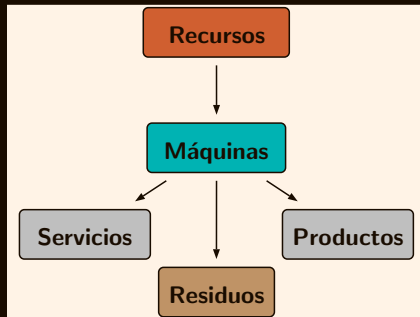 Recursos
Máquinas
Servicios
Productos
Residuos